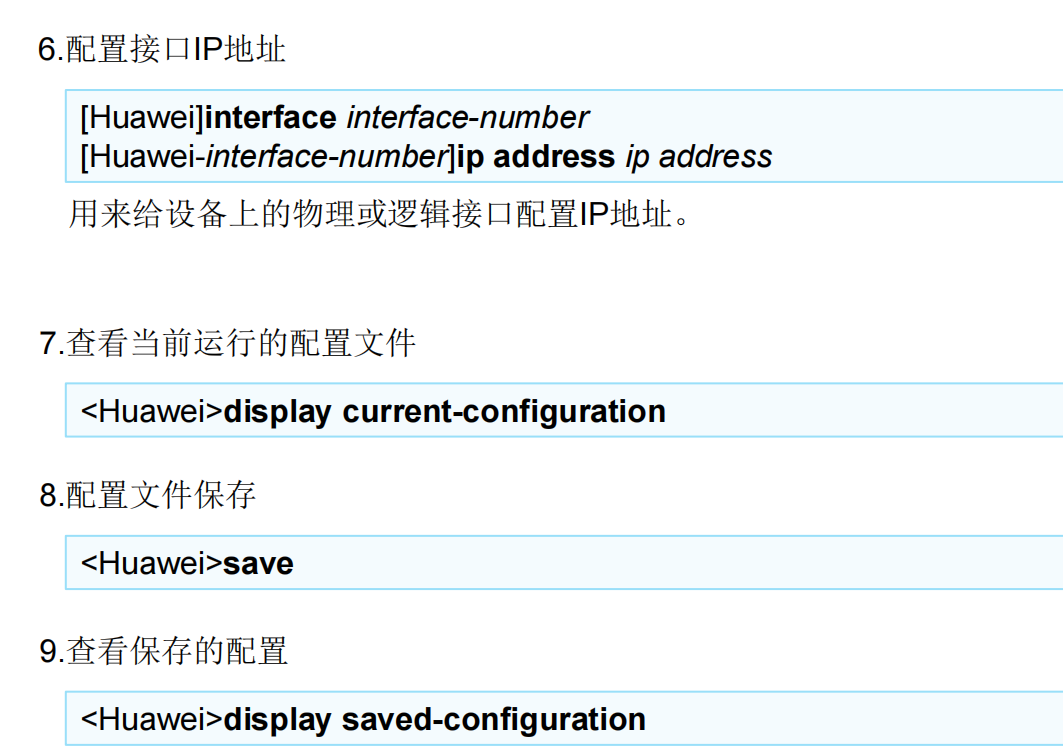 6.配置接口IP地址
[Huawei]interface interface-number
[Huawei-interface-number]ip address ip address
用来给设备上的物理或逻辑接口配置IP地址。
7.查看当前运行的配置文件
<Huawei>display current-configuration
8.配置文件保存
<Huawei>save
9.查看保存的配置
<Huawei>display saved-configuration